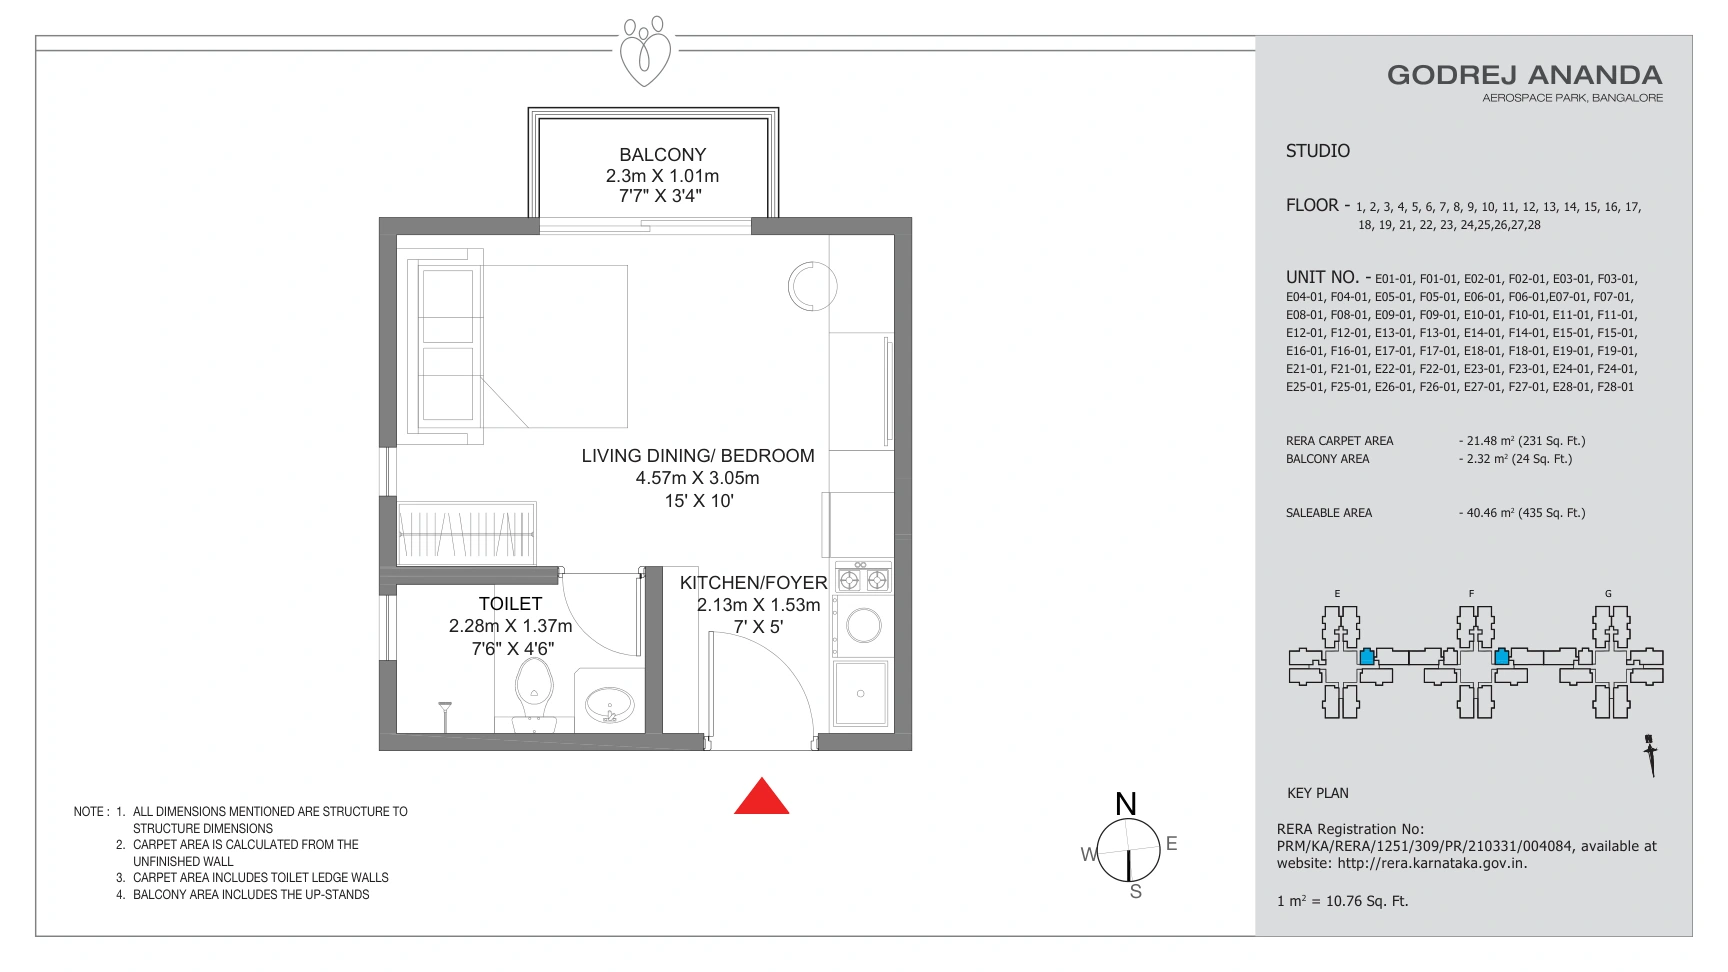 GODREJ ANANDA
AEROSPACE PARK, BANGALORE
STUDIO
FLOOR - 1, 2, 3, 4, 5, 6, 7, 8, 9, 10, 11, 12, 13, 14, 15, 16, 17,
18, 19, 21, 22, 23, 24,25,26,27,28
UNIT NO. - E01-01, F01-01, E02-01, F02-01, E03-01, F03-01,
E04-01, F04-01, E05-01, F05-01, E06-01, F06-01,E07-01, F07-01,
E08-01, F08-01, E09-01, F09-01, E10-01, F10-01, E11-01, F11-01,
E12-01, F12-01, E13-01, F13-01, E14-01, F14-01, E15-01, F15-01,
E16-01, F16-01, E17-01, F17-01, E18-01, F18-01, E19-01, F19-01,
E21-01, F21-01, E22-01, F22-01, E23-01, F23-01, E24-01, F24-01,
E25-01, F25-01, E26-01, F26-01, E27-01, F27-01, E28-01, F28-01
RERA CARPET AREA - 21.48 m² (231 Sq. Ft.)
BALCONY AREA - 2.32 m² (24 Sq. Ft.)
SALEABLE AREA - 40.46 m² (435 Sq. Ft.)
E F G
N
KEY PLAN
RERA Registration No:
PRM/KA/RERA/1251/309/PR/210331/004084, available at
website: http://rera.karnataka.gov.in.
1 m² = 10.76 Sq. Ft.
BALCONY
2.3m X 1.01m
7'7" X 3'4"
LIVING DINING/ BEDROOM
4.57m X 3.05m
15' X 10'
KITCHEN/FOYER
2.13m X 1.53m
7' X 5'
TOILET
2.28m X 1.37m
7'6" X 4'6"
NOTE : 1. ALL DIMENSIONS MENTIONED ARE STRUCTURE TO
STRUCTURE DIMENSIONS
2. CARPET AREA IS CALCULATED FROM THE
UNFINISHED WALL
3. CARPET AREA INCLUDES TOILET LEDGE WALLS
4. BALCONY AREA INCLUDES THE UP-STANDS
N
W E
S